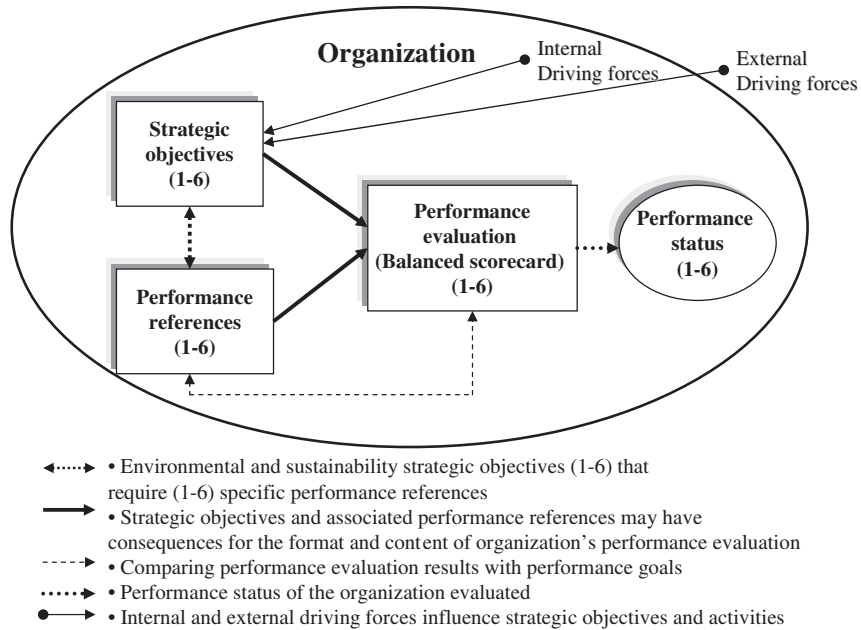 Organization
Internal
Driving forces
External
Driving forces
Strategic
objectives
(1-6)
Performance
evaluation
(Balanced scorecard)
(1-6)
Performance
status
(1-6)
Performance
references
(1-6)
• Environmental and sustainability strategic objectives (1-6) that
require (1-6) specific performance references
• Strategic objectives and associated performance references may have
consequences for the format and content of organization's performance evaluation
• Comparing performance evaluation results with performance goals
• Performance status of the organization evaluated
• Internal and external driving forces influence strategic objectives and activities